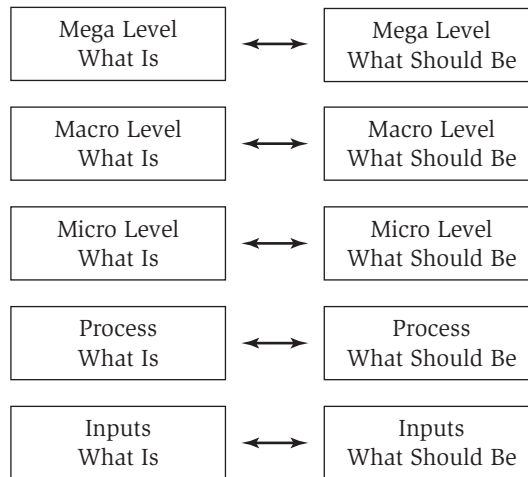 Mega Level
What Is
Mega Level
What Should Be
Macro Level
What Is
Macro Level
What Should Be
Micro Level
What Is
Micro Level
What Should Be
Process
What Is
Process
What Should Be
Inputs
What Is
Inputs
What Should Be